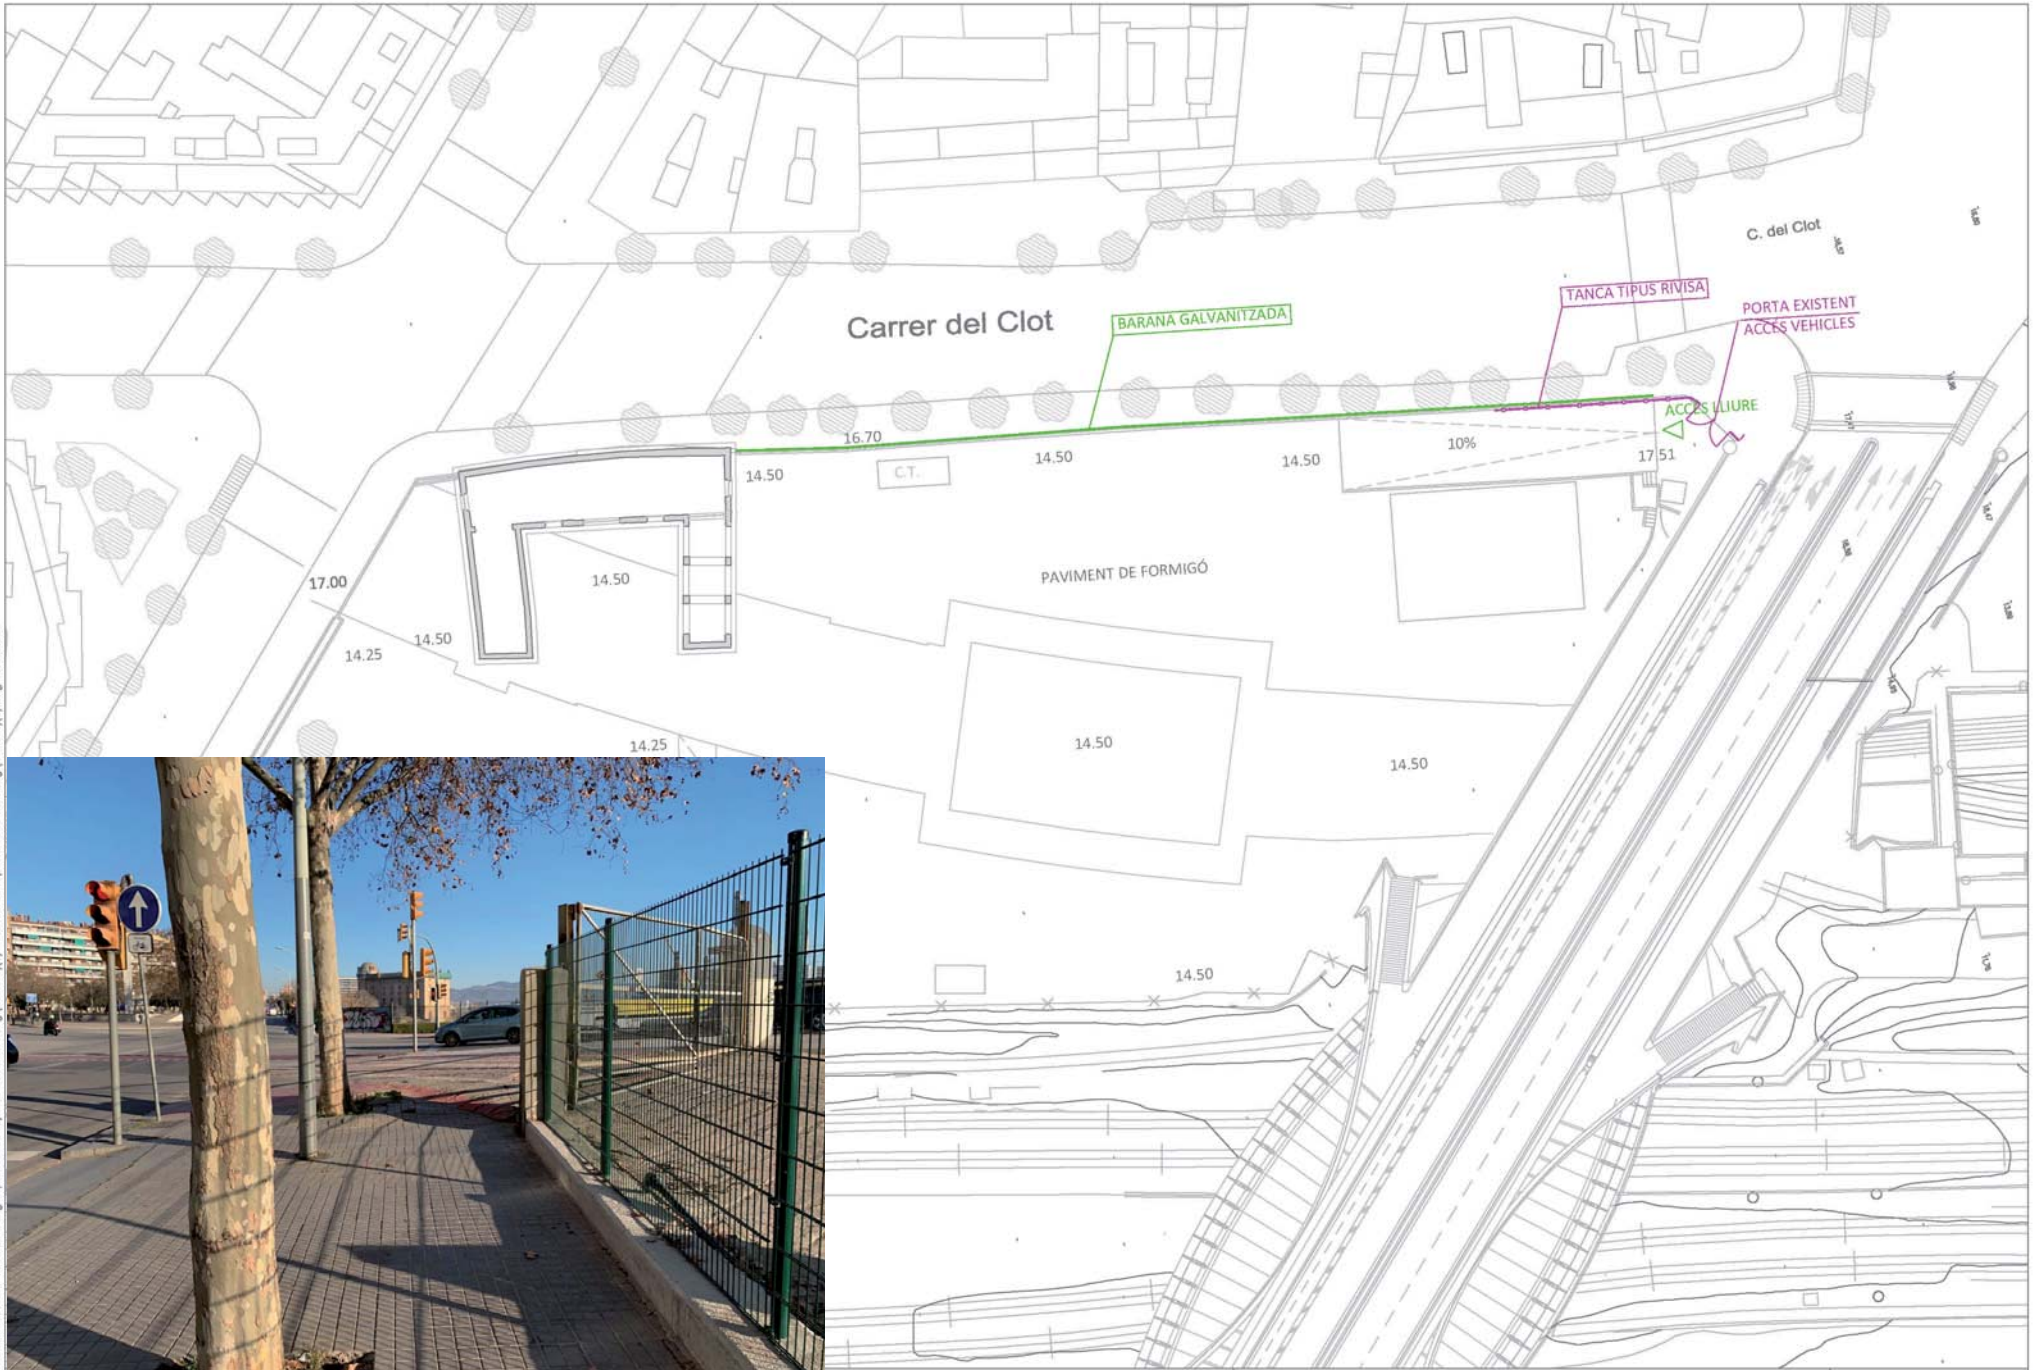 C. del Clot
TANCA TIPUS RIVISA
PORTA EXISTENT
ACCÉS VEHICLES
Carrer del Clot
BARANA GALVANITZADA
ACCÉS LLIURE
16.70
14.50
C.T.
14.50
14.50
10%
17.51
17.00
14.50
PAVIMENT DE FORMIGÓ
14.25
14.50
14.25
14.50
14.50
14.50